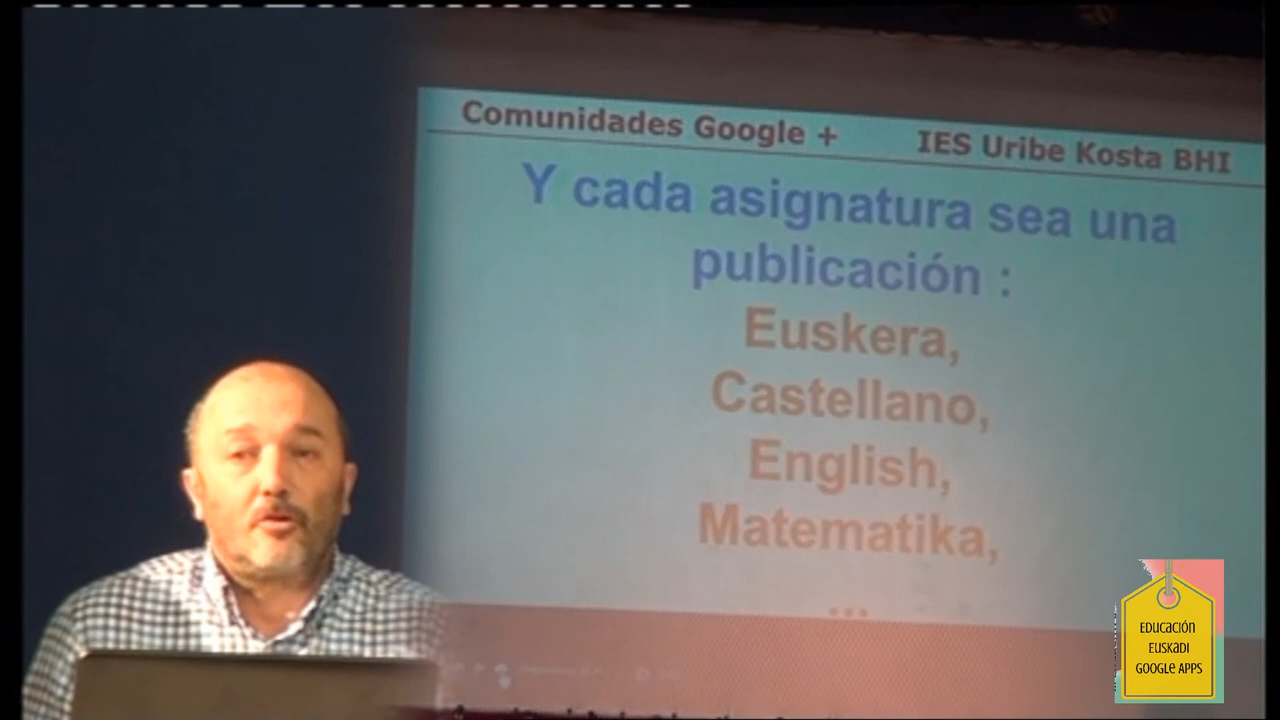 Comunidades Google + IES Uribe Kosta BHI
Y cada asignatura sea una
publicación :
Euskera,
Castellano,
English,
Matematika,
...
Educación
Euskadi
Google Apps